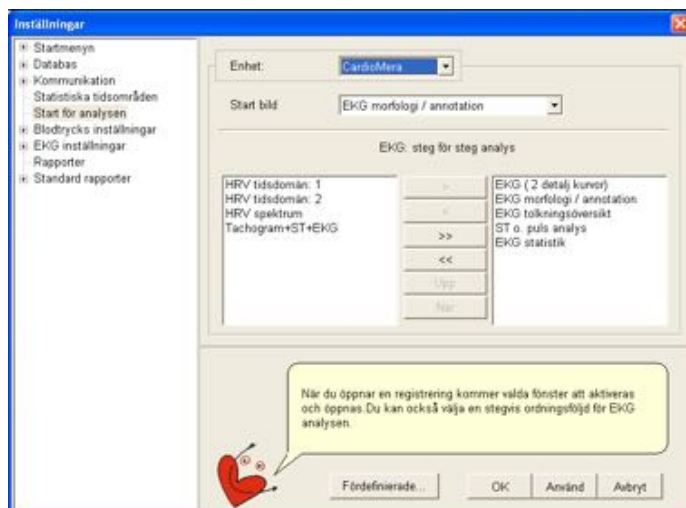 Inställningar
Startmenyn
Databas
Kommunikation
Statistiska tidsområden
Start för analysen
Blodtrycks inställningar
EKG inställningar
Rapporter
Standard rapporter
Enhet:
CardioMera
Start bild
EKG morfologi / annotation
EKG: steg för steg analys
HRV tidsdomän: 1
HRV tidsdomän: 2
HRV spektrum
Tachogram+ST+EKG
>
<
>>
<<
Upp
Ner
EKG ( 2 detalj kurvor)
EKG morfologi / annotation
EKG tolkningsöversikt
ST o. puls analys
EKG statistik
När du öppnar en registrering kommer valda fönster att aktiveras
och öppnas.Du kan också välja en stegvis ordningsföljd för EKG
analysen.
Fördefinierade...
OK
Använd
Avbryt